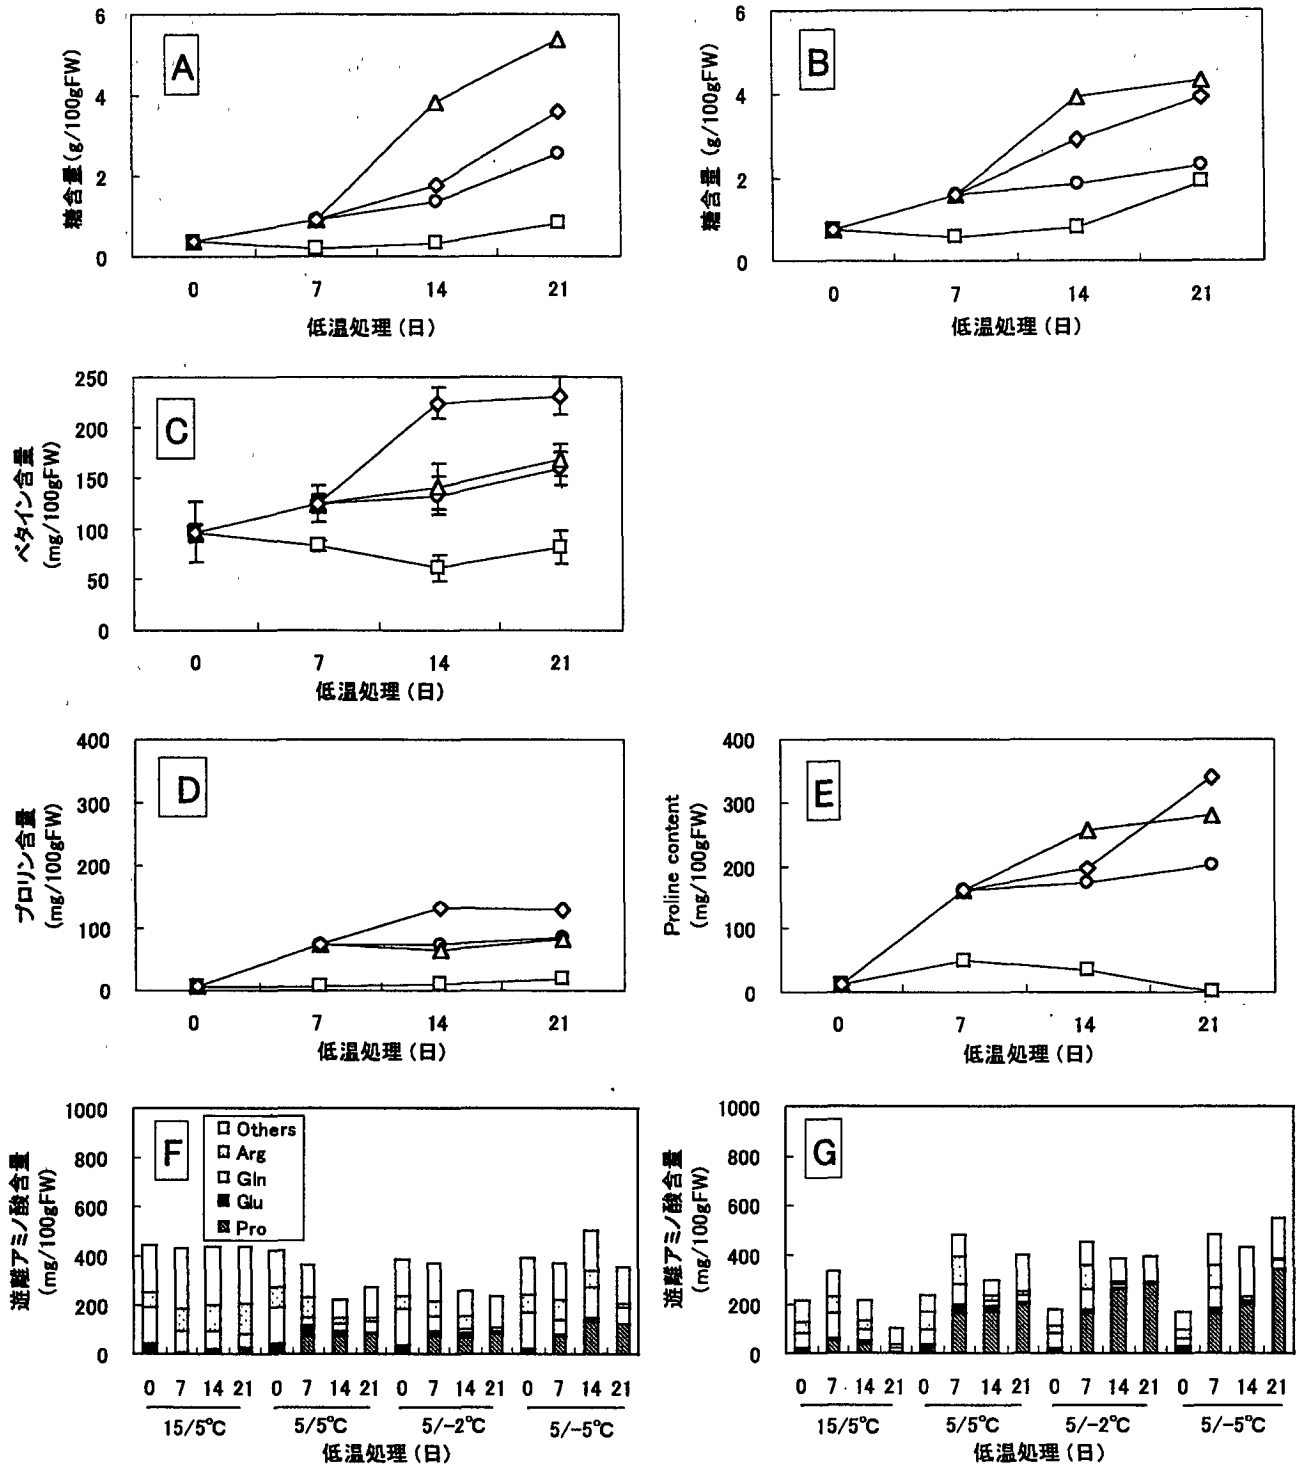 A
糖含量(g/100gFW)
6
4
2
0
0 7 14 21
低温処理(日)
B
糖含量 (g/100gFW)
6
4
2
0
0 7 14 21
低温処理(日)
C
ベタイン含量
(mg/100gFW)
250
200
150
100
50
0
0 7 14 21
低温処理(日)
D
プロリン含量
(mg/100gFW)
400
300
200
100
0
0 7 14 21
低温処理(日)
E
Proline content
(mg/100gFW)
400
300
200
100
0
0 7 14 21
低温処理(日)
F
遊離アミノ酸含量
(mg/100gFW)
1000
800
600
400
200
0
Others
Arg
Gln
Glu
Pro
0 7 14 21 0 7 14 21 0 7 14 21 0 7 14 21
15/5℃ 5/5℃ 5/-2℃ 5/-5℃
低温処理(日)
G
遊離アミノ酸含量
(mg/100gFW)
1000
800
600
400
200
0
0 7 14 21 0 7 14 21 0 7 14 21 0 7 14 21
15/5℃ 5/5℃ 5/-2℃ 5/-5℃
低温処理(日)